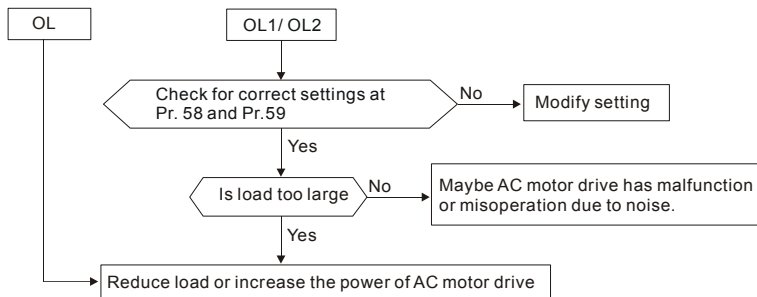 OL
OL1/ OL2
Check for correct settings at
Pr. 58 and Pr.59
No
Modify setting
Yes
Is load too large
No
Maybe AC motor drive has malfunction
or misoperation due to noise.
Yes
Reduce load or increase the power of AC motor drive